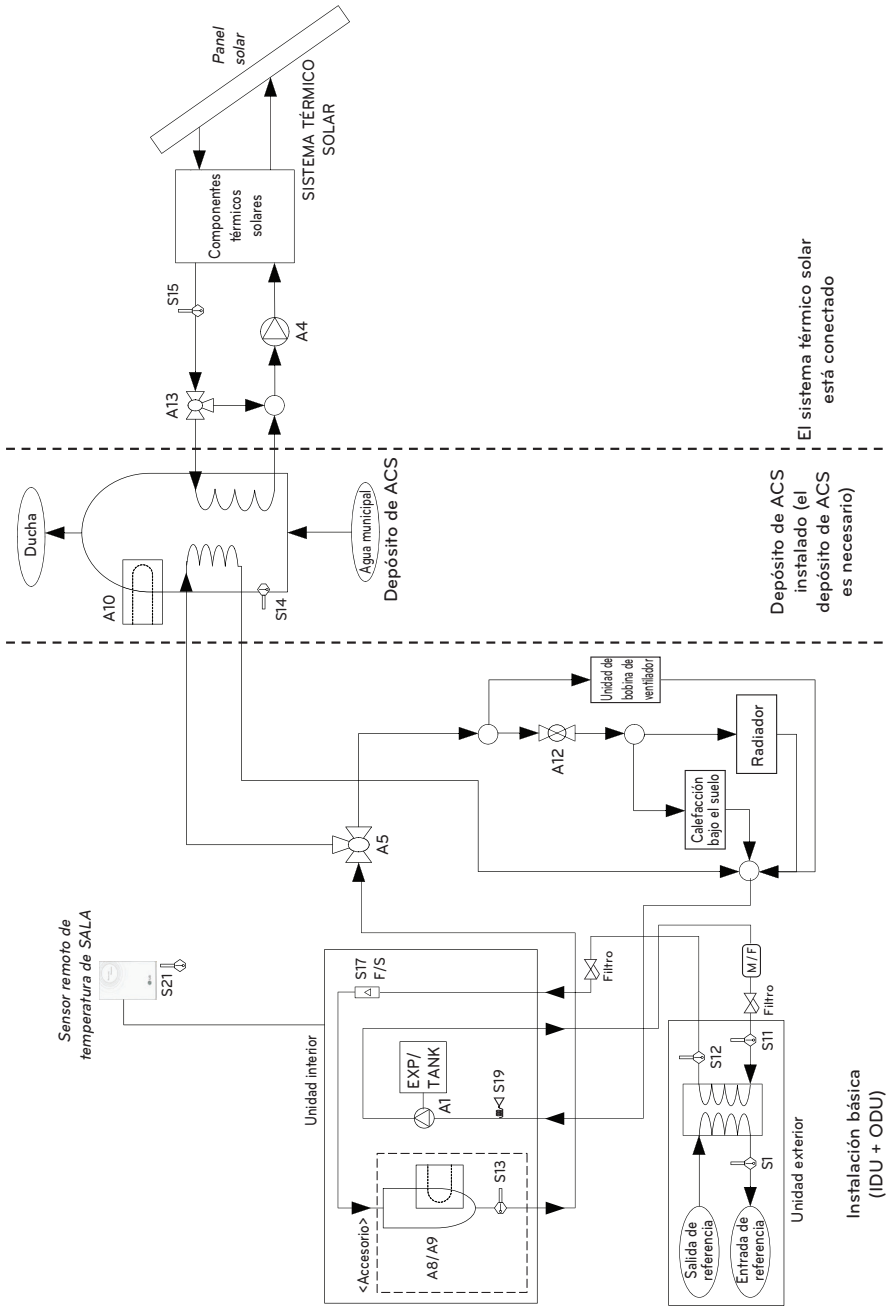 Sensor remoto de
temperatura de SALA
S21
Unidad interior
<Accesorio>
A8/A9
S13
EXP/
TANK
A1
S19
S17
F/S
Filtro
Filtro
M/F
S12
S11
S1
Salida de
referencia
Entrada de
referencia
Unidad exterior
Instalación básica
(IDU + ODU)
A5
A12
Unidad de
bobina de
ventilador
Radiador
Calefacción
bajo el suelo
Ducha
A10
S14
Agua municipal
Depósito de ACS
Depósito de ACS
instalado (el
depósito de ACS
es necesario)
A13
S15
A4
Componentes
térmicos
solares
Panel
solar
SISTEMA TÉRMICO
SOLAR
El sistema térmico solar
está conectado